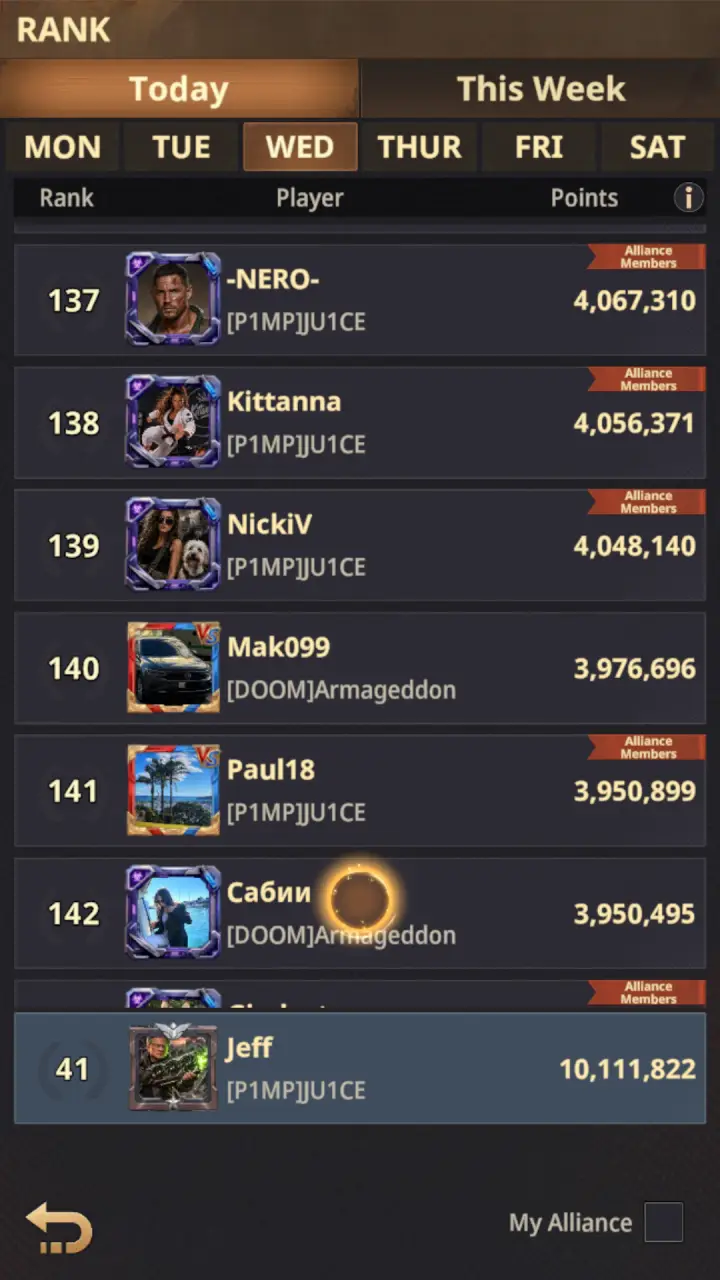 RANK
Today
This Week
MON
TUE
WED
THUR
FRI
SAT
Rank
Player
Points
i
Alliance
Members
137
-NERO-
[P1MP]JU1CE
4,067,310
Alliance
Members
138
Kittanna
[P1MP]JU1CE
4,056,371
Alliance
Members
139
NickiV
[P1MP]JU1CE
4,048,140
140
VS
Mak099
[DOOM]Armageddon
3,976,696
Alliance
Members
141
VS
Paul18
[P1MP]JU1CE
3,950,899
142
Сабии
[DOOM]Armageddon
3,950,495
Alliance
Members
41
Jeff
[P1MP]JU1CE
10,111,822
My Alliance